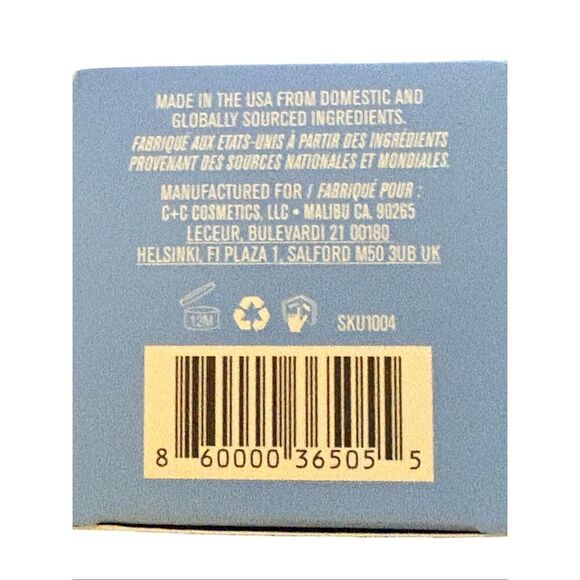 MADE IN THE USA FROM DOMESTIC AND
GLOBALLY SOURCED INGREDIENTS.
FABRIQUÉ AUX ETATS-UNIS À PARTIR DES INGRÉDIENTS
PROVENANT DES SOURCES NATIONALES ET MONDIALES.
MANUFACTURED FOR / FABRIQUÉ POUR :
C+C COSMETICS, LLC • MALIBU CA, 90265
LECEUR, BULEVARDI 21 00180
HELSINKI, FI PLAZA 1, SALFORD M50 3UB UK
12M
SKU1004
8 60000 36505 5